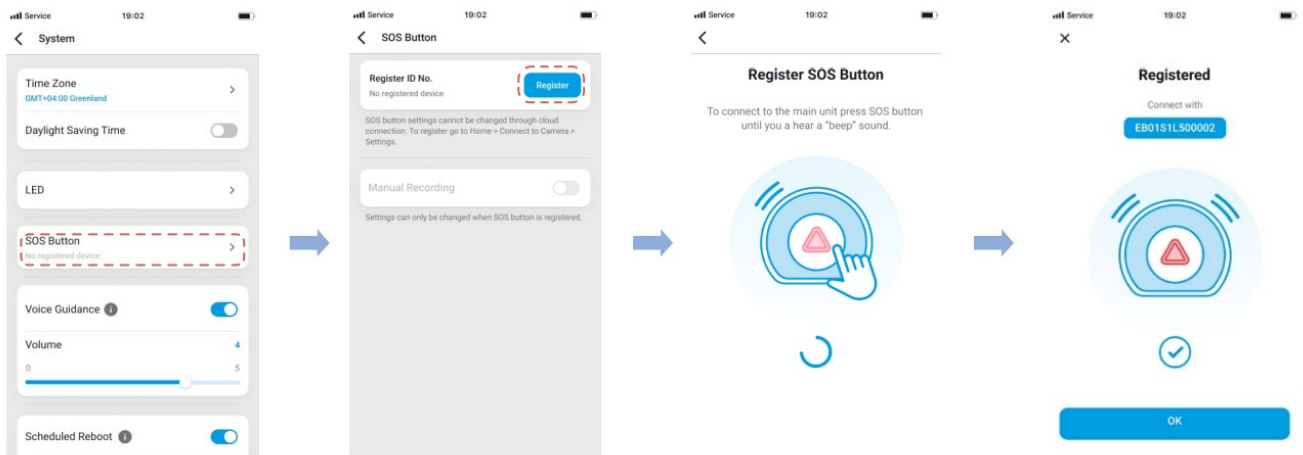 Service 19:02
System
Time Zone
GMT+04:00 Greenland
Daylight Saving Time
LED
SOS Button
No registered device
Voice Guidance i
Volume 4
0 5
Scheduled Reboot i
Service 19:02
SOS Button
Register ID No.
No registered device
Register
SOS button settings cannot be changed through cloud
connection. To register go to Home > Connect to Camera >
Settings.
Manual Recording
Settings can only be changed when SOS button is registered.
Service 19:02
Register SOS Button
To connect to the main unit press SOS button
until you a hear a "beep" sound.
Service 19:02
Registered
Connect with
EB01S1L500002
OK